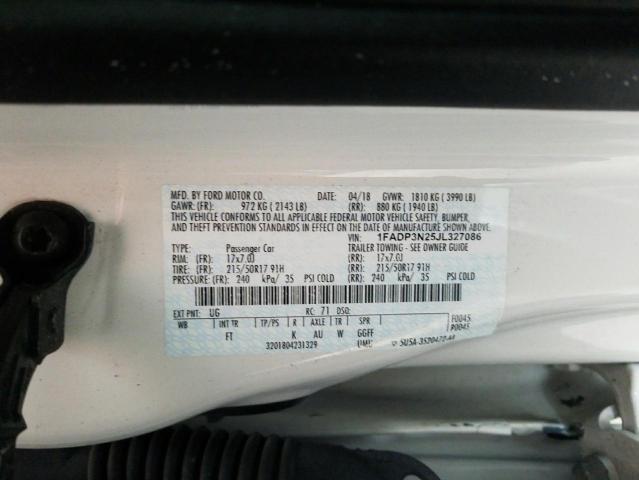 MFD. BY FORD MOTOR CO. DATE: 04/18 GVWR: 1810 KG ( 3990 LB)
GAWR: (FR): 972 KG ( 2143 LB) (RR): 880 KG ( 1940 LB)
THIS VEHICLE CONFORMS TO ALL APPLICABLE FEDERAL MOTOR VEHICLE SAFETY, BUMPER,
AND THEFT PREVENTION STANDARDS IN EFFECT ON THE DATE OF MANUFACTURE SHOWN ABOVE.
VIN: 1FADP3N25JL327086
TYPE: Passenger Car TRAILER TOWING - SEE OWNER GUIDE
RIM: (FR): 17x7.0J (RR): 17x7.0J
TIRE: (FR): 215/50R17 91H (RR): 215/50R17 91H
PRESSURE: (FR): 240 kPa/ 35 PSI COLD (RR): 240 kPa/ 35 PSI COLD
EXT PNT: UG RC: 71 DSO: F0045
WB INT TR TP/PS R AXLE TR SPR P0045
FT K AU W GGFF
3201804231329 UMI: